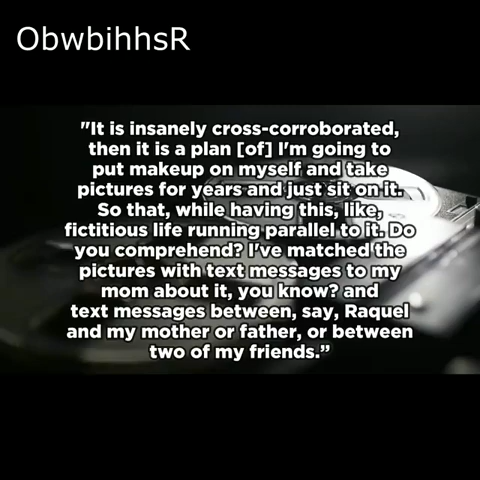 ObwbihhsR
"It is insanely cross-corroborated,
then it is a plan [of] I'm going to
put makeup on myself and take
pictures for years and just sit on it.
So that, while having this, like,
fictitious life running parallel to it. Do
you comprehend? I've matched the
pictures with text messages to my
mom about it, you know? and
text messages between, say, Raquel
and my mother or father, or between
two of my friends.”